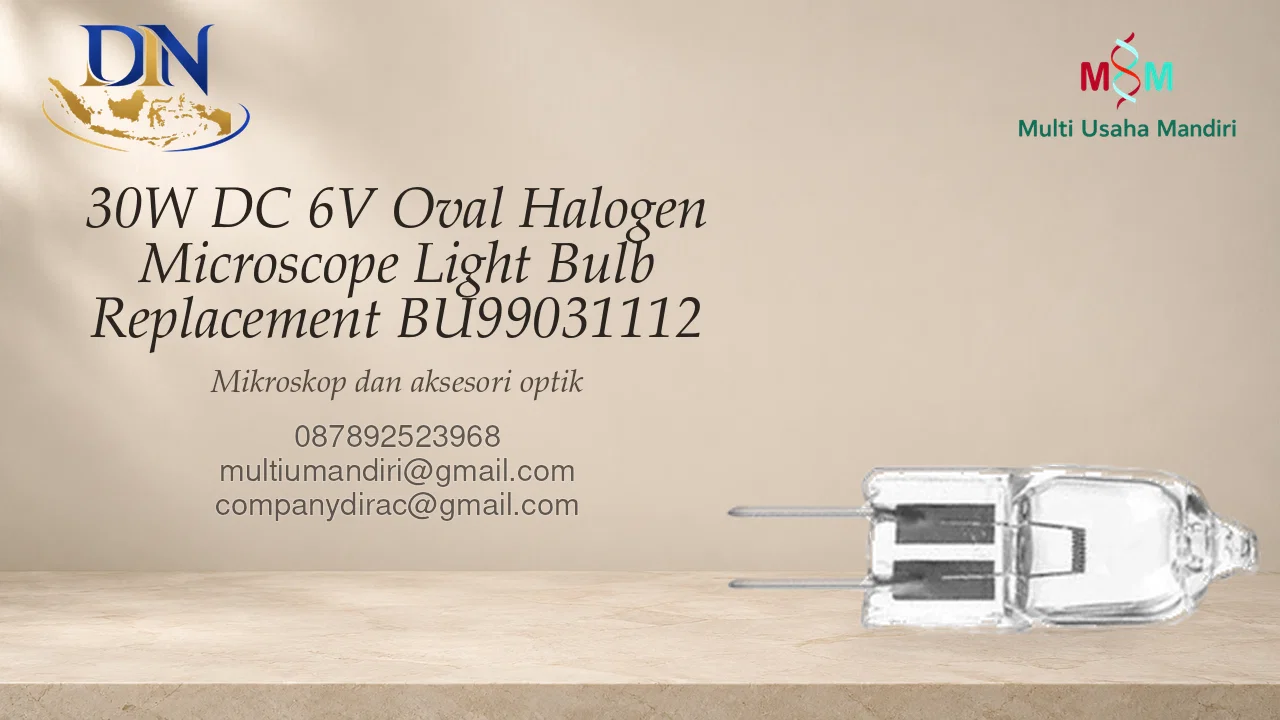 DN
M M
Multi Usaha Mandiri
30W DC 6V Oval Halogen
Microscope Light Bulb
Replacement BU99031112
Mikroskop dan aksesori optik
087892523968
multiumandiri@gmail.com
companydirac@gmail.com